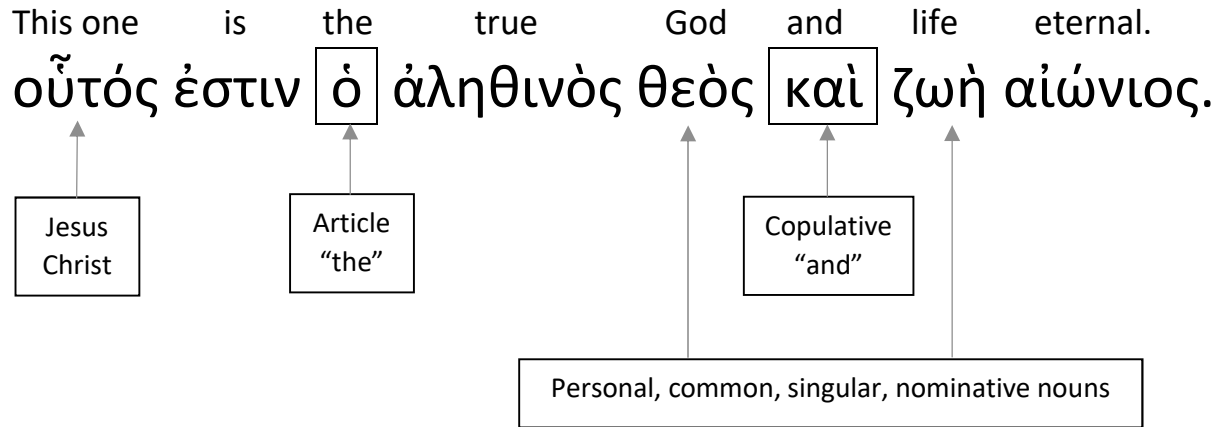 This one is the true God and life eternal.
οὗτός ἐστιν ὁ ἀληθινὸς θεὸς καὶ ζωὴ αἰώνιος.
Jesus
Christ
Article
“the”
Copulative
“and”
Personal, common, singular, nominative nouns